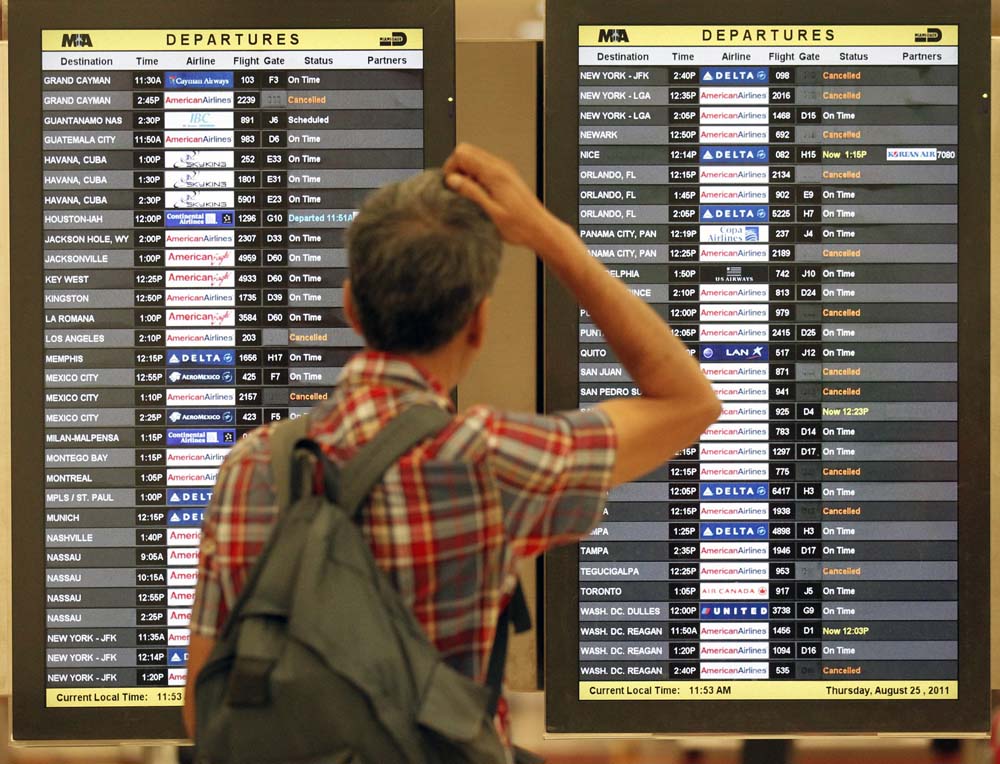 MIA DEPARTURES
Destination Time Airline Flight Gate Status Partners
GRAND CAYMAN 11:30A Cayman Airways 103 F3 On Time
GRAND CAYMAN 2:45P AmericanAirlines 2239 Cancelled
GUANTANAMO NAS 2:30P IBC 891 J6 Scheduled
GUATEMALA CITY 11:50A AmericanAirlines 983 D6 On Time
HAVANA, CUBA 1:00P SKYKING 252 E33 On Time
HAVANA, CUBA 1:30P SKYKING 1801 E31 On Time
HAVANA, CUBA 2:30P SKYKING 5901 E23 On Time
HOUSTON-IAH 12:00P Continental Airlines 1296 G10 Departed 11:51A
JACKSON HOLE, WY 2:00P AmericanAirlines 2307 D33 On Time
JACKSONVILLE 1:00P American 4959 D60 On Time
KEY WEST 12:25P American 4933 D60 On Time
KINGSTON 12:50P AmericanAirlines 1735 D39 On Time
LA ROMANA 1:00P American 3584 D60 On Time
LOS ANGELES 2:10P AmericanAirlines 203 Cancelled
MEMPHIS 12:15P DELTA 1656 H17 On Time
MEXICO CITY 12:55P AEROMEXICO 425 F7 On Time
MEXICO CITY 1:10P AmericanAirlines 2157 Cancelled
MEXICO CITY 2:25P AEROMEXICO 423 F5
MILAN-MALPENSA 1:15P Continental Airlines
MONTEGO BAY 1:15P
MONTREAL 1:05P
MPLS / ST. PAUL 1:00P
MUNICH 12:15P
NASHVILLE 1:40P
NASSAU 9:05A
NASSAU 10:15A
NASSAU 12:55P
NASSAU 2:25P
NEW YORK - JFK 11:35A
NEW YORK - JFK 12:14P
NEW YORK - JFK 1:20P
Current Local Time: 11:53
MIA DEPARTURES
Destination Time Airline Flight Gate Status Partners
NEW YORK - JFK 2:40P DELTA 098 Cancelled
NEW YORK - LGA 12:35P AmericanAirlines 2016 Cancelled
NEW YORK - LGA 2:05P AmericanAirlines 1468 D15 On Time
NEWARK 12:50P AmericanAirlines 692 Cancelled
NICE 12:14P DELTA 082 H15 Now 1:15P KOREAN AIR 7080
ORLANDO, FL 12:15P AmericanAirlines 2134 Cancelled
ORLANDO, FL 1:45P AmericanAirlines 902 E9 On Time
ORLANDO, FL 2:05P DELTA 5225 H7 On Time
PANAMA CITY, PAN 12:19P Copa Airlines 237 J4 On Time
PANAMA CITY, PAN 12:25P AmericanAirlines 2189 Cancelled
1:50P US AIRWAYS 742 J10 On Time
2:10P AmericanAirlines 813 D24 On Time
12:00P AmericanAirlines 979 Cancelled
12:05P AmericanAirlines 2415 D25 On Time
QUITO LAN 517 J12 On Time
SAN JUAN AmericanAirlines 871 Cancelled
SAN PEDRO AmericanAirlines 941 Cancelled
AmericanAirlines 925 D4 Now 12:23P
AmericanAirlines 783 D14 On Time
AmericanAirlines 1297 D17 On Time
12:15P AmericanAirlines 775 Cancelled
12:05P DELTA 6417 H3 On Time
12:15P AmericanAirlines 1938 Cancelled
1:25P DELTA 4898 H3 On Time
TAMPA 2:35P AmericanAirlines 1946 D17 On Time
TEGUCIGALPA 12:25P AmericanAirlines 953 Cancelled
TORONTO 1:05P AIR CANADA 917 J5 On Time
WASH. DC. DULLES 12:00P UNITED 3738 G9 On Time
WASH. DC. REAGAN 11:50A AmericanAirlines 1456 D1 Now 12:03P
WASH. DC. REAGAN 1:20P AmericanAirlines 1094 D16 On Time
WASH. DC. REAGAN 2:40P AmericanAirlines 535 Cancelled
Current Local Time: 11:53 AM Thursday, August 25 , 2011